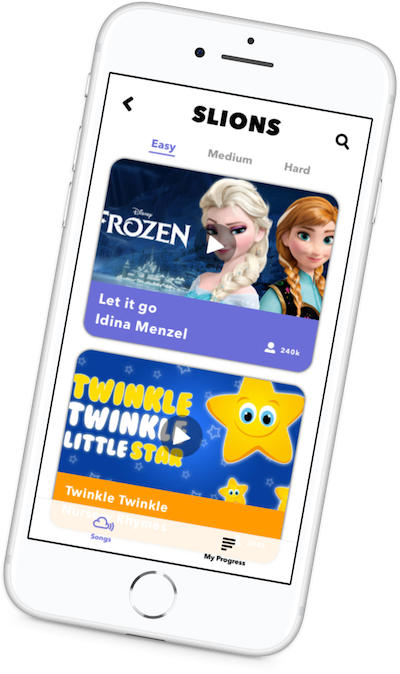 SLIONS
Easy Medium Hard
Disney
FROZEN
Let it go
Idina Menzel
240k
TWINKLE
TWINKLE
LITTLE STAR
Twinkle Twinkle
Nursery Rhymes
Songs
My Progress